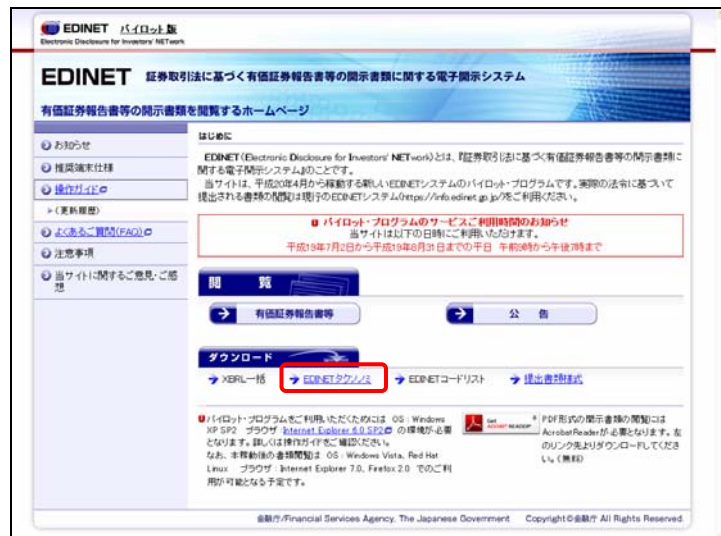 EDINET パイロット版
Electronic Disclosure for Investors' NETwork
EDINET 証券取引法に基づく有価証券報告書等の開示書類に関する電子開示システム
有価証券報告書等の開示書類を閲覧するホームページ
お知らせ
推奨端末仕様
操作ガイド
(更新履歴)
よくあるご質問(FAQ)
注意事項
当サイトに関するご意見・ご感
想
はじめに
EDINET(Electronic Disclosure for Investors' NETwork)とは、『証券取引法に基づく有価証券報告書等の開示書類に
関する電子開示システム』のことです。
当サイトは、平成20年4月から稼動する新しいEDINETシステムのパイロット・プログラムです。実際の法令に基づいて
提出される書類の閲覧は現行のEDINETシステム(https://info.edinet.go.jp/)をご利用ください。
パイロット・プログラムのサービスご利用時間のお知らせ
当サイトは以下の日時にご利用いただけます。
平成19年7月2日から平成19年8月31日までの平日 午前9時から午後7時まで
閲 覧
有価証券報告書等
公 告
ダウンロード
XBRL一括
EDINETタクソノミ
EDINETコードリスト
提出書類様式
パイロット・プログラムをご利用いただくためには OS:Windows
XP SP2 ブラウザ:Internet Explorer 6.0 SP2 の環境が必要
となります。詳しくは操作ガイドをご確認ください。
なお、本稼動後の書類閲覧は OS:Windows Vista、Red Hat
Linux ブラウザ:Internet Explorer 7.0、Firefox 2.0 でのご利
用が可能となる予定です。
Get
ACROBAT READER
PDF形式の開示書類の閲覧には
AcrobatReaderが必要となります。左
のリンク先よりダウンロードしてくださ
い。(無料)
金融庁/Financial Services Agency, The Japanese Government Copyright©金融庁 All Rights Reserved